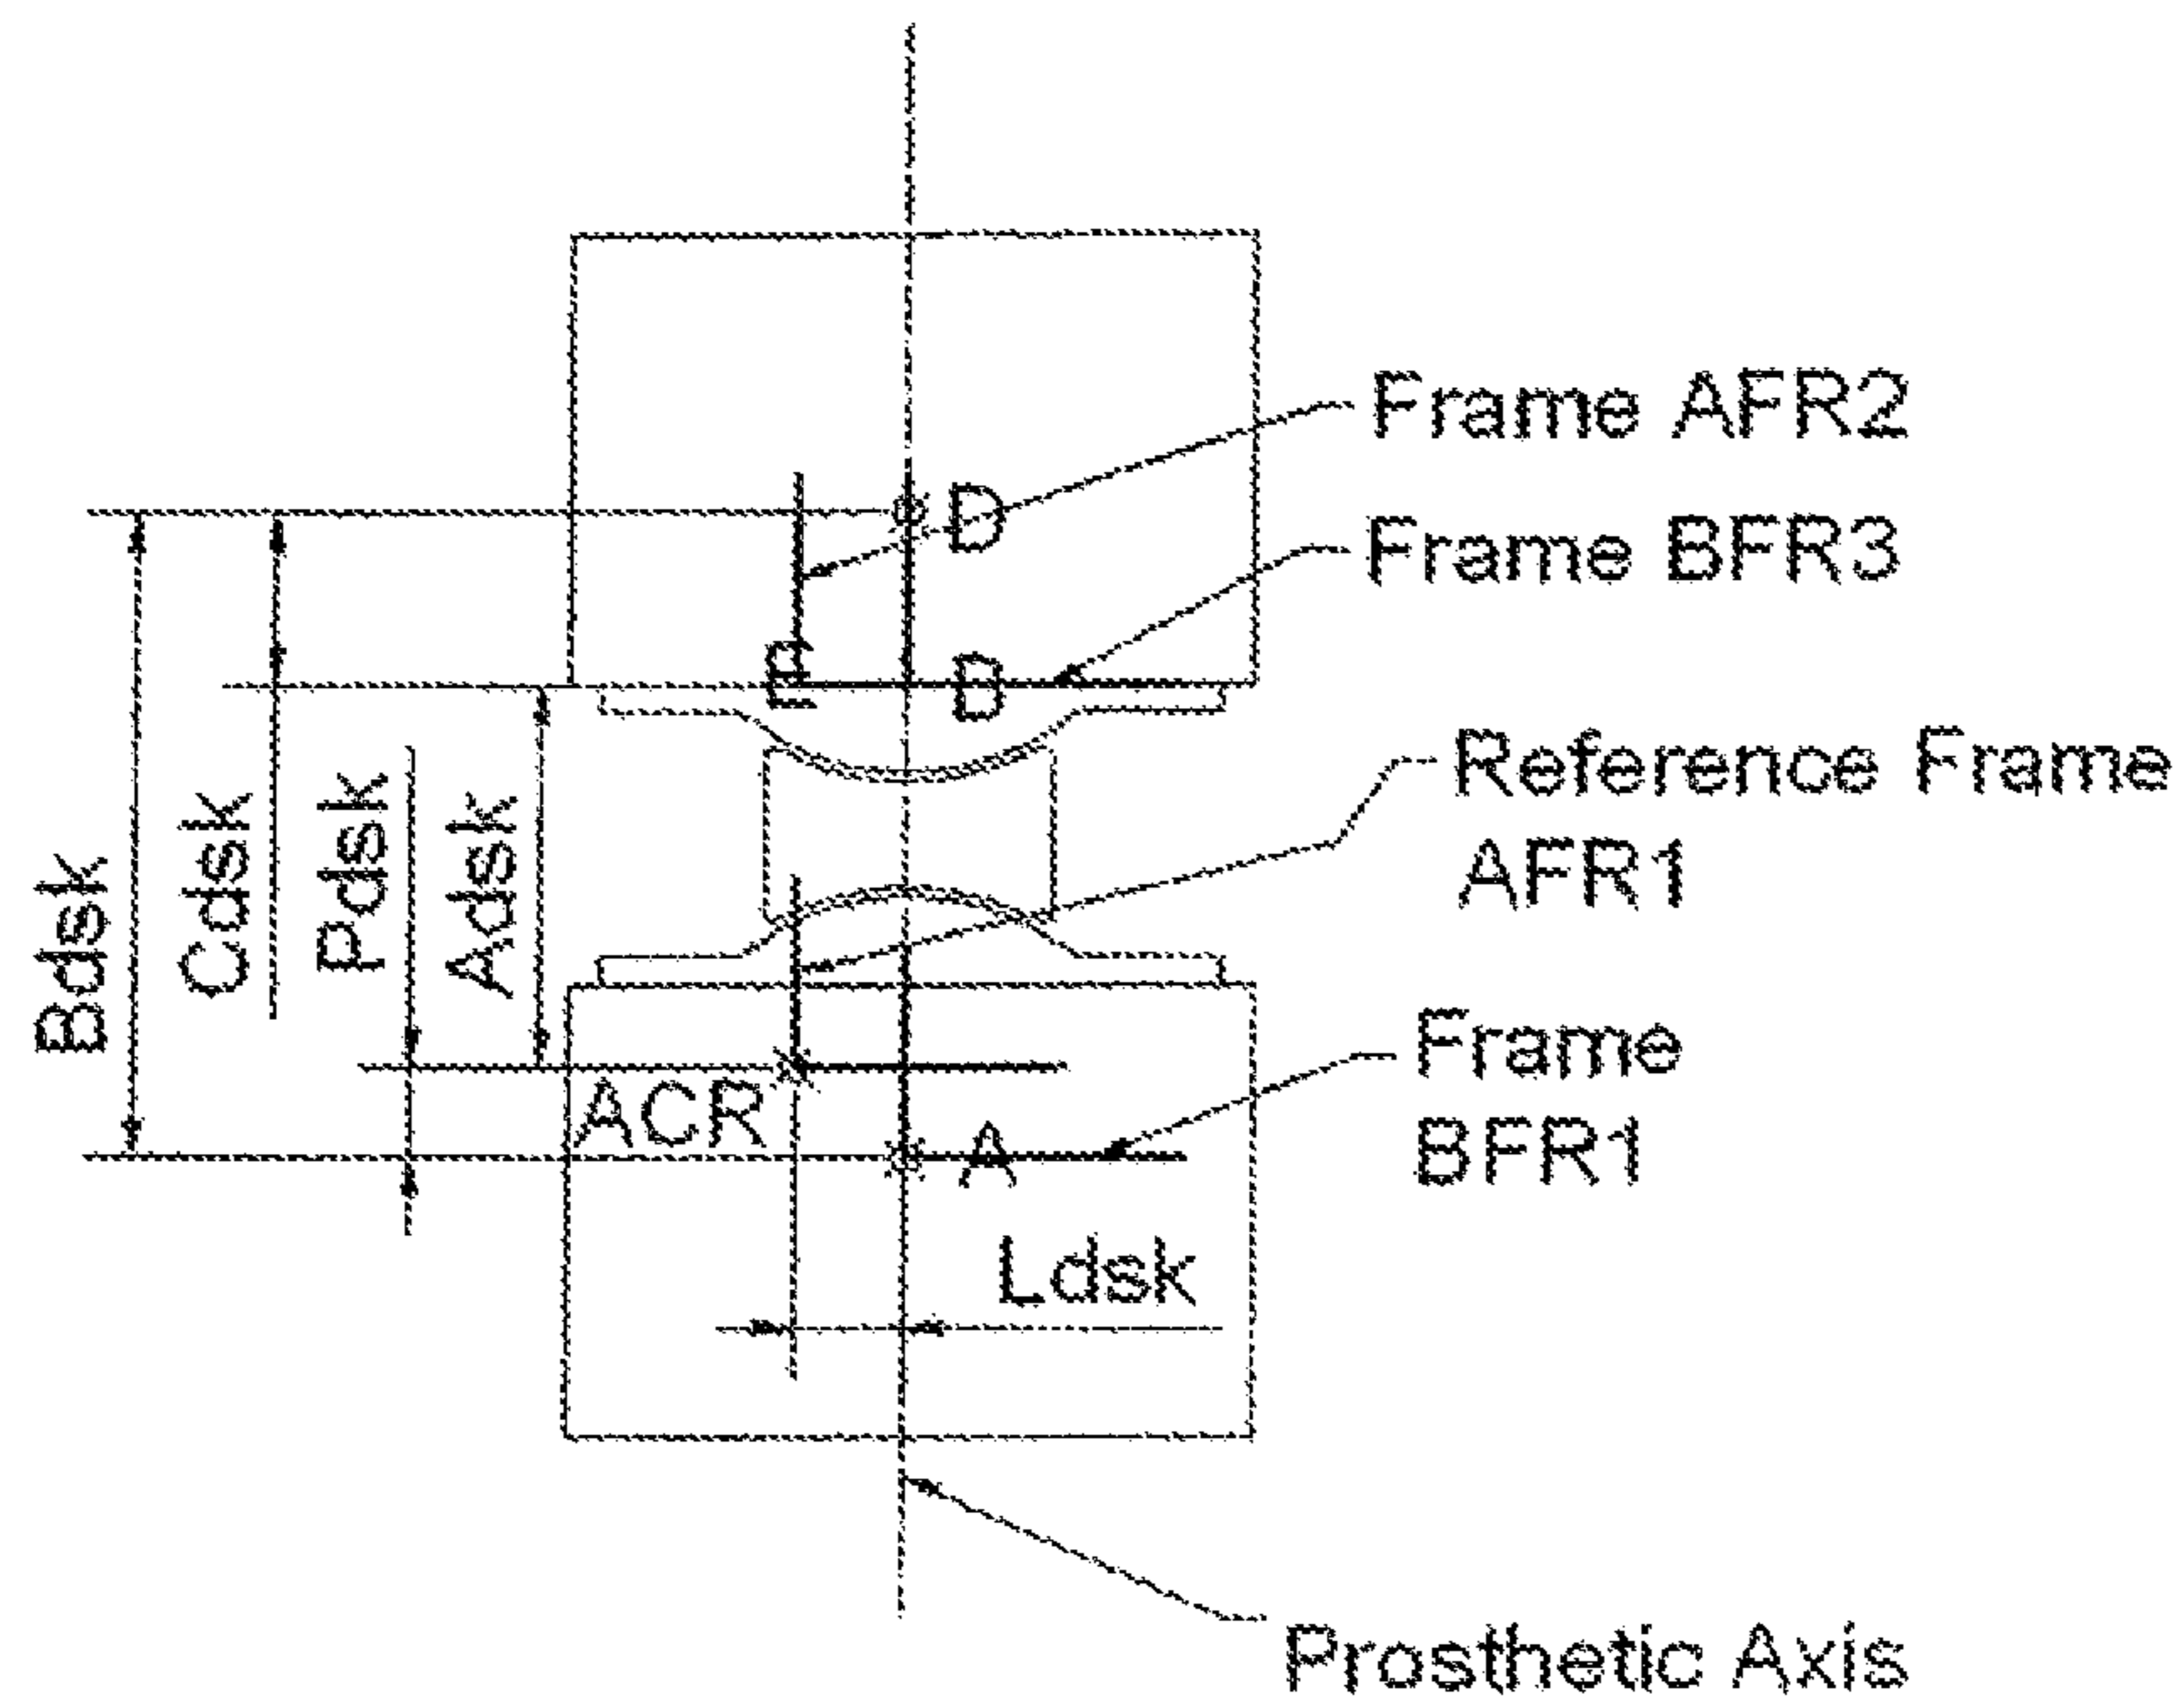 Frame AFR2
D
Frame BFR3
B
Reference Frame
AFR1
Bdsk
Cdsk
Pdsk
Adsk
Frame
BFR1
ACR
A
Ldsk
Prosthetic Axis